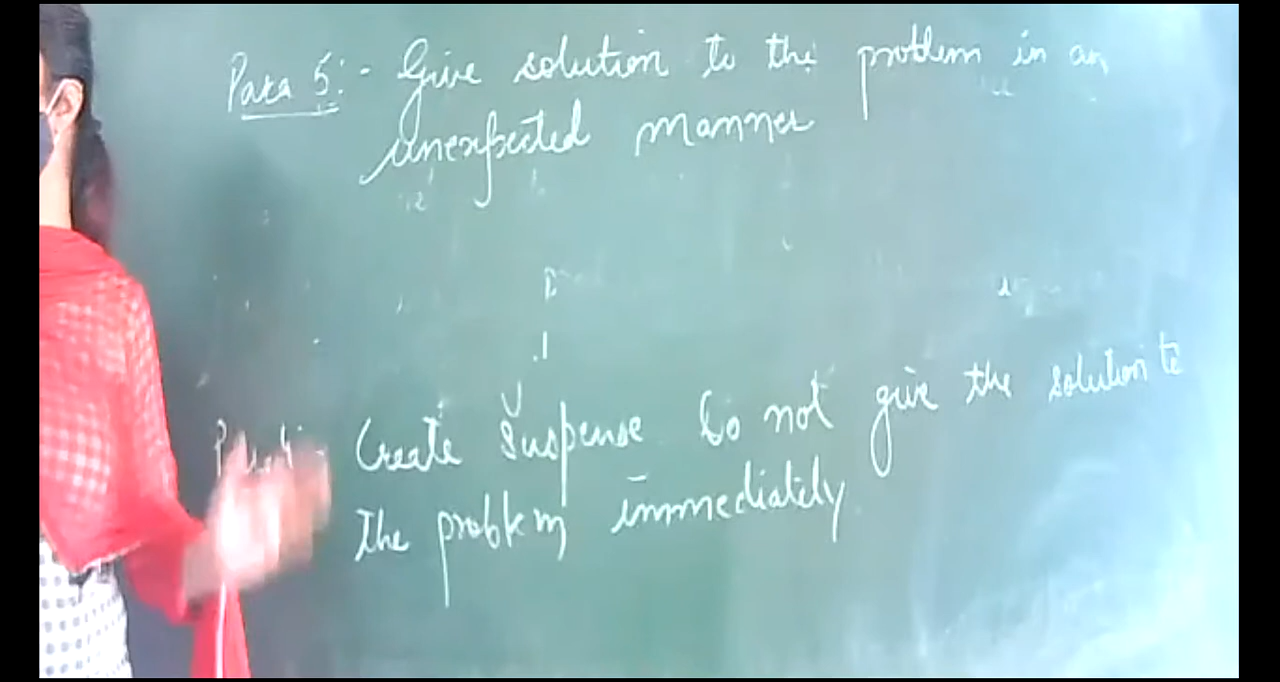 Para 5:- Give solution to the problem in an
unexpected manner
Create Suspense Do not give the solution to
the problem immediately